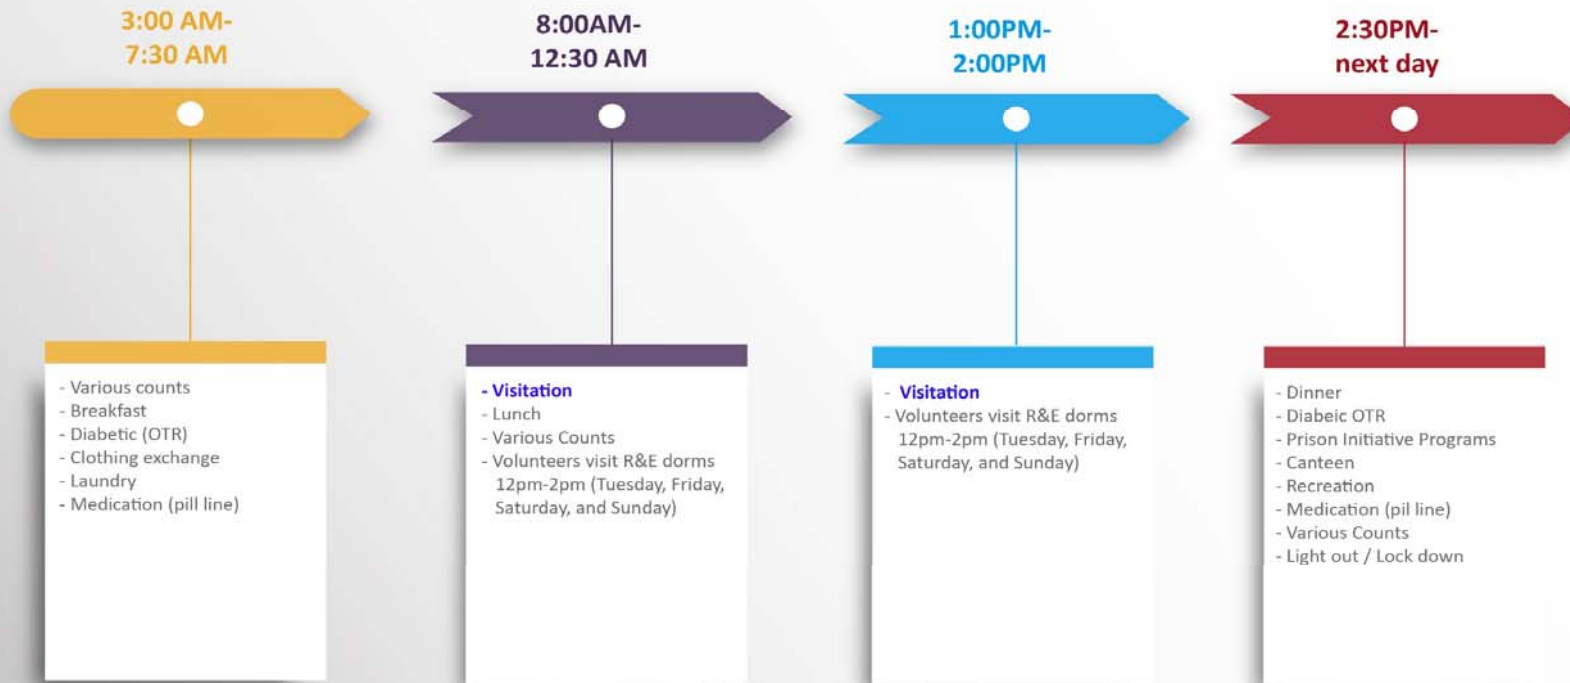 3:00 AM-
7:30 AM
- Various counts
- Breakfast
- Diabetic (OTR)
- Clothing exchange
- Laundry
- Medication (pill line)
8:00AM-
12:30 AM
- Visitation
- Lunch
- Various Counts
- Volunteers visit R&E dorms
12pm-2pm (Tuesday, Friday,
Saturday, and Sunday)
1:00PM-
2:00PM
- Visitation
- Volunteers visit R&E dorms
12pm-2pm (Tuesday, Friday,
Saturday, and Sunday)
2:30PM-
next day
- Dinner
- Diabeic OTR
- Prison Initiative Programs
- Canteen
- Recreation
- Medication (pil line)
- Various Counts
- Light out / Lock down